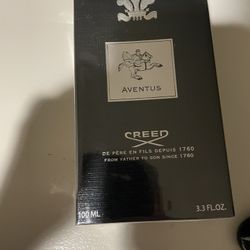 AVENTUS
CREED
DE PÈRE EN FILS DEPUIS 1760
FROM FATHER TO SON SINCE 1760
100 ML 3.3 FL.OZ.